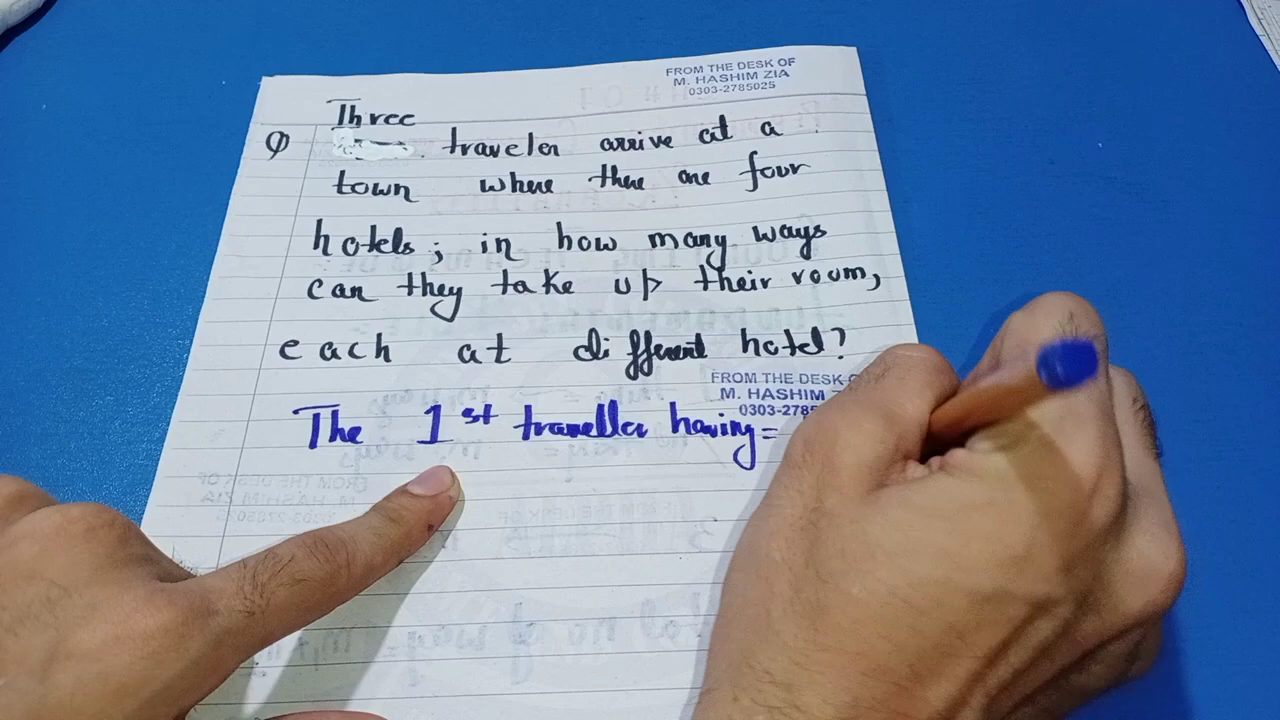 FROM THE DESK OF
M. HASHIM ZIA
0303-2785025
Three
Q traveler arrive at a
town where there are four
hotels; in how many ways
can they take up their room,
each at different hotel?
FROM THE DESK
M. HASHIM
0303-278
The 1st traveller having=